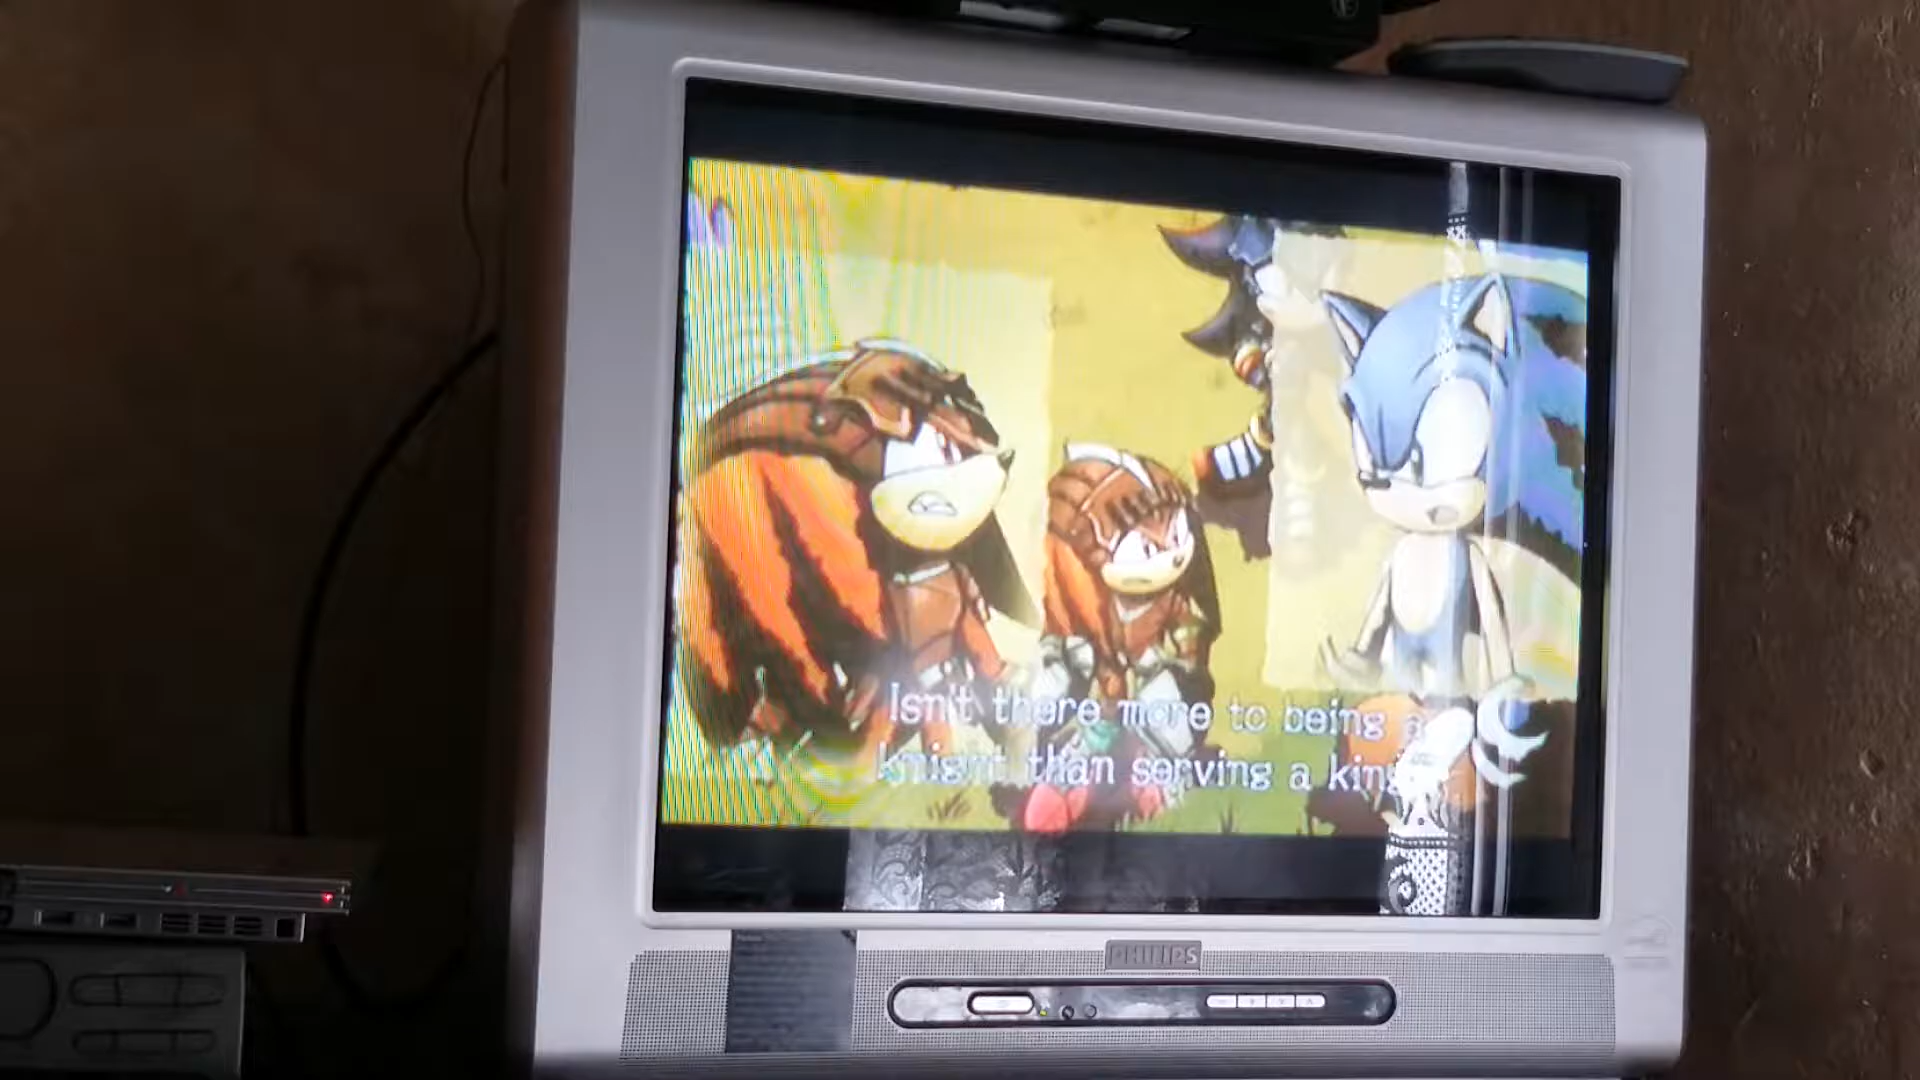 Isn't there more to being a
knight than serving a king
PHILIPS